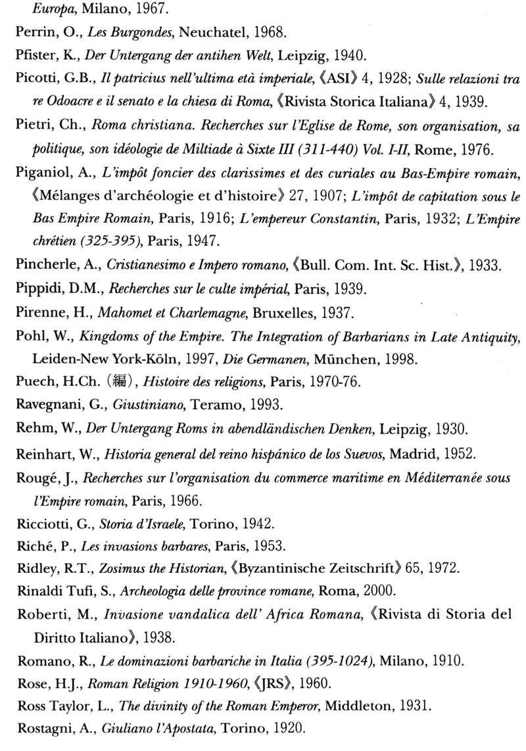 Europa, Milano, 1967.
Perrin, O., Les Burgondes, Neuchatel, 1968.
Pfister, K., Der Untergang der antihen Welt, Leipzig, 1940.
Picotti, G.B., Il patricius nell'ultima età imperiale, 《ASI》 4, 1928; Sulle relazioni tra
re Odoacre e il senato e la chiesa di Roma, 《Rivista Storica Italiana》 4, 1939.
Pietri, Ch., Roma christiana. Recherches sur l'Eglise de Rome, son organisation, sa
politique, son idéologie de Miltiade à Sixte III (311-440) Vol. I-II, Rome, 1976.
Piganiol, A., L'impôt foncier des clarissimes et des curiales au Bas-Empire romain,
《Mélanges d'archéologie et d'histoire》 27, 1907; L'impôt de capitation sous le
Bas Empire Romain, Paris, 1916; L'empereur Constantin, Paris, 1932; L'Empire
chrétien (325-395), Paris, 1947.
Pincherle, A., Cristianesimo e Impero romano, 《Bull. Com. Int. Sc. Hist.》, 1933.
Pippidi, D.M., Recherches sur le culte impérial, Paris, 1939.
Pirenne, H., Mahomet et Charlemagne, Bruxelles, 1937.
Pohl, W., Kingdoms of the Empire. The Integration of Barbarians in Late Antiquity,
Leiden-New York-Köln, 1997, Die Germanen, München, 1998.
Puech, H.Ch. (編), Histoire des religions, Paris, 1970-76.
Ravegnani, G., Giustiniano, Teramo, 1993.
Rehm, W., Der Untergang Roms in abendländischen Denken, Leipzig, 1930.
Reinhart, W., Historia general del reino hispánico de los Suevos, Madrid, 1952.
Rougé, J., Recherches sur l'organisation du commerce maritime en Méditerranée sous
l'Empire romain, Paris, 1966.
Ricciotti, G., Storia d'Israele, Torino, 1942.
Riché, P., Les invasions barbares, Paris, 1953.
Ridley, R.T., Zosimus the Historian, 《Byzantinische Zeitschrift》 65, 1972.
Rinaldi Tufi, S., Archeologia delle province romane, Roma, 2000.
Roberti, M., Invasione vandalica dell' Africa Romana, 《Rivista di Storia del
Diritto Italiano》, 1938.
Romano, R., Le dominazioni barbariche in Italia (395-1024), Milano, 1910.
Rose, H.J., Roman Religion 1910-1960, 《JRS》, 1960.
Ross Taylor, L., The divinity of the Roman Emperor, Middleton, 1931.
Rostagni, A., Giuliano l'Apostata, Torino, 1920.